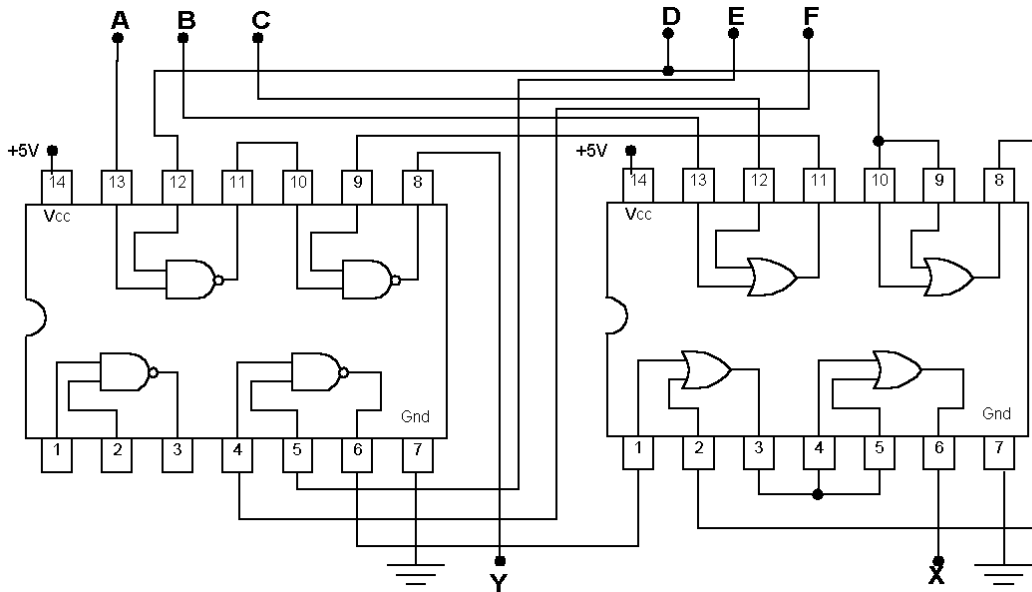 A B C D E F
+5V +5V
14 13 12 11 10 9 8 14 13 12 11 10 9 8
Vcc Vcc
Gnd Gnd
1 2 3 4 5 6 7 1 2 3 4 5 6 7
Y X